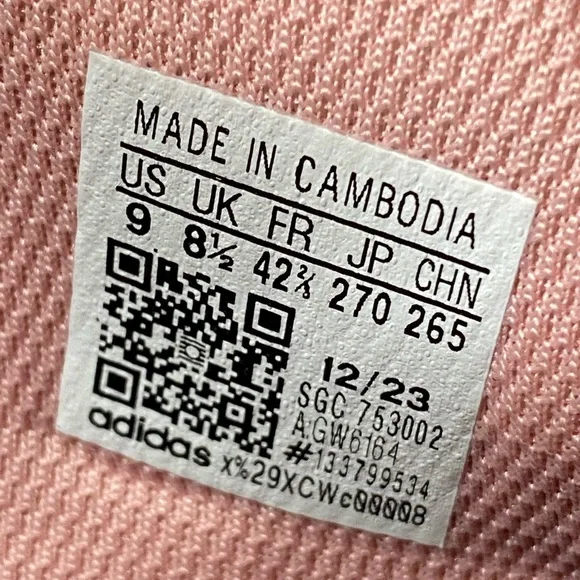 MADE IN CAMBODIA
US UK FR JP CHN
9 8½ 42⅔ 270 265
12/23
SGC 753002
A GW6164
#133799534
adidas x%29XCWc00008